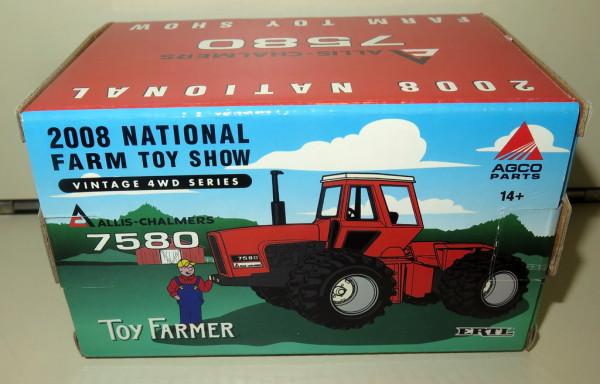 FARM TOY SHOW
7580
ALLIS-CHALMERS
2008 NATIONAL
2008 NATIONAL
FARM TOY SHOW
VINTAGE 4WD SERIES
AGCO
PARTS
14+
ALLIS-CHALMERS
7580
7580
TOY FARMER
ERTL